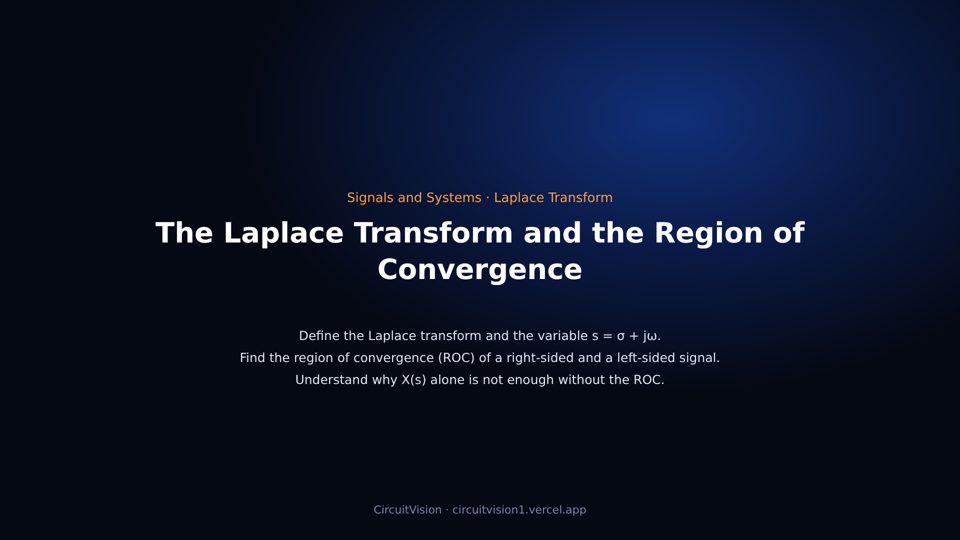 Signals and Systems · Laplace Transform
The Laplace Transform and the Region of
Convergence
Define the Laplace transform and the variable s = σ + jω.
Find the region of convergence (ROC) of a right-sided and a left-sided signal.
Understand why X(s) alone is not enough without the ROC.
CircuitVision · circuitvision1.vercel.app